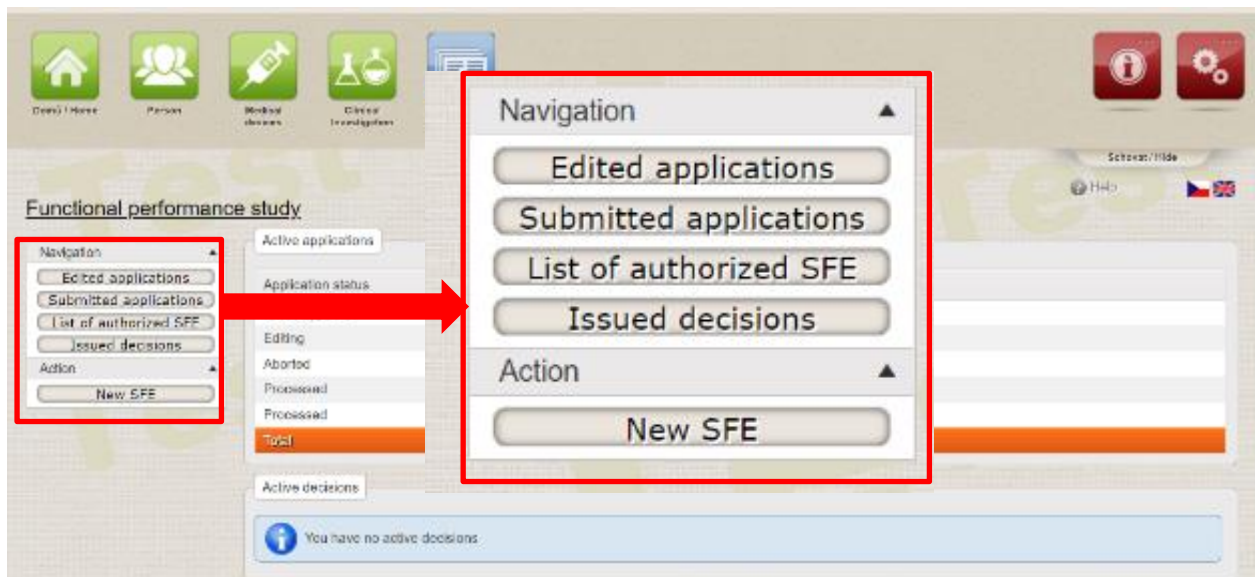 Domů / Home
Person
Medical devices
Clinical Investigation
Schovat/Hide
Help
Functional performance study
Navigation
Edited applications
Submitted applications
List of authorized SFE
Issued decisions
Action
New SFE
Active applications
Application status
Editing
Aborted
Processed
Processed
Total
Navigation
Edited applications
Submitted applications
List of authorized SFE
Issued decisions
Action
New SFE
Active decisions
You have no active decisions
Test
Test